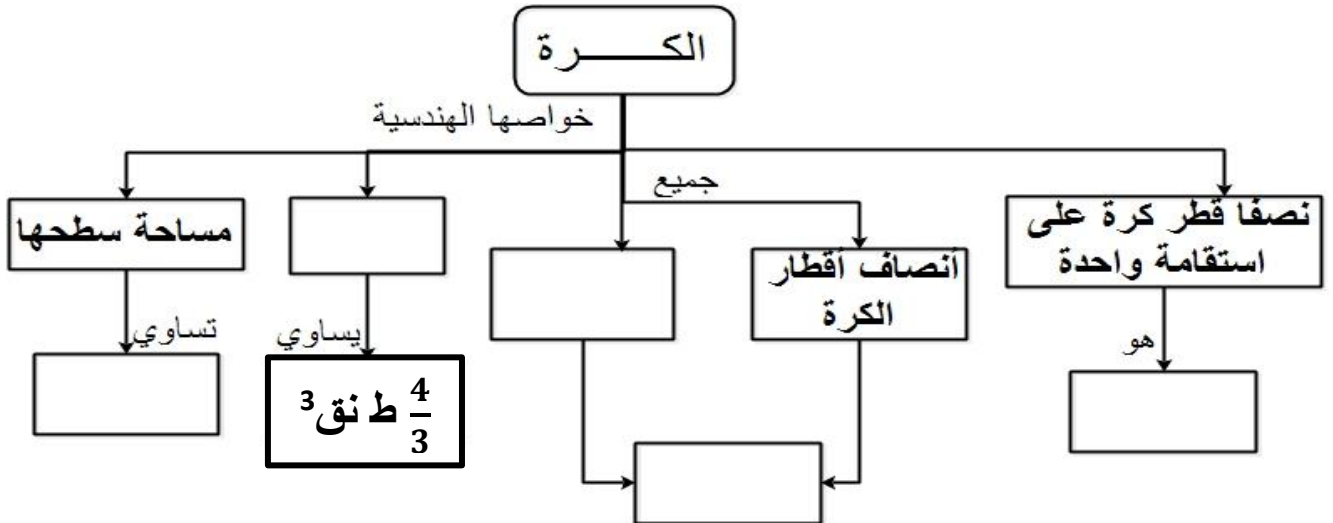 الكـــــرة
خواصها الهندسية
جميع
نصفا قطر كرة على
استقامة واحدة
أنصاف أقطار
الكرة
مساحة سطحها
هو
يساوي
تساوي
4/3 ط نق³